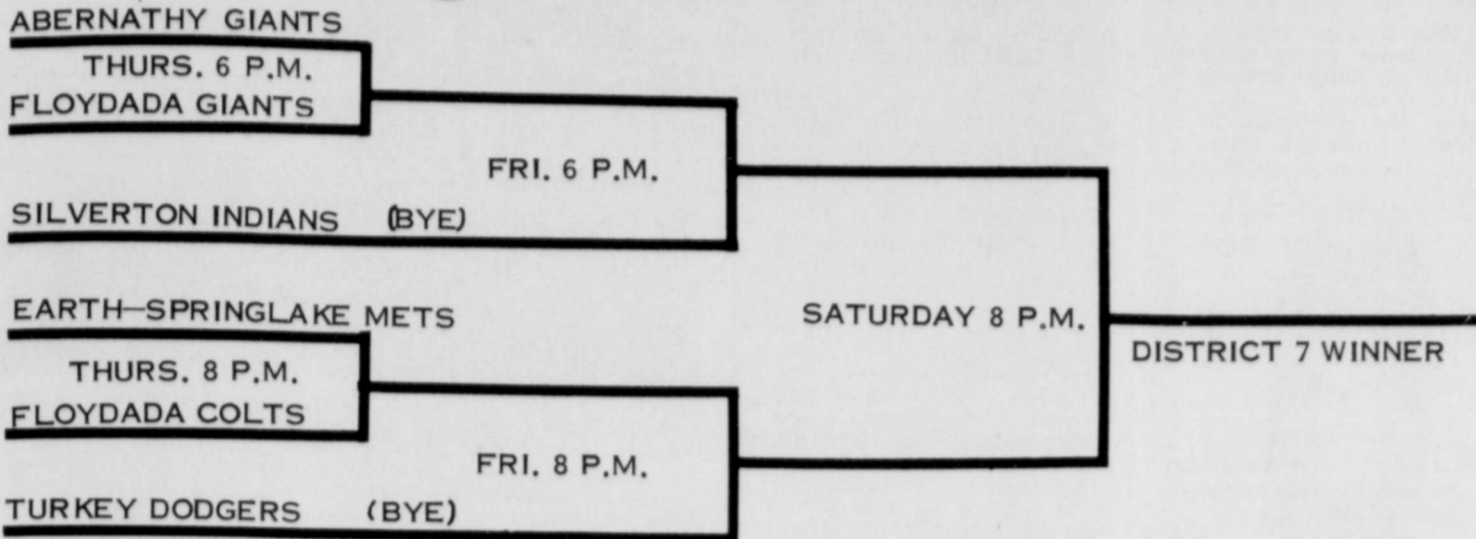 ABERNATHY GIANTS
THURS. 6 P.M.
FLOYDADA GIANTS
FRI. 6 P.M.
SILVERTON INDIANS (BYE)
EARTH—SPRINGLAKE METS
SATURDAY 8 P.M.
DISTRICT 7 WINNER
THURS. 8 P.M.
FLOYDADA COLTS
FRI. 8 P.M.
TURKEY DODGERS (BYE)